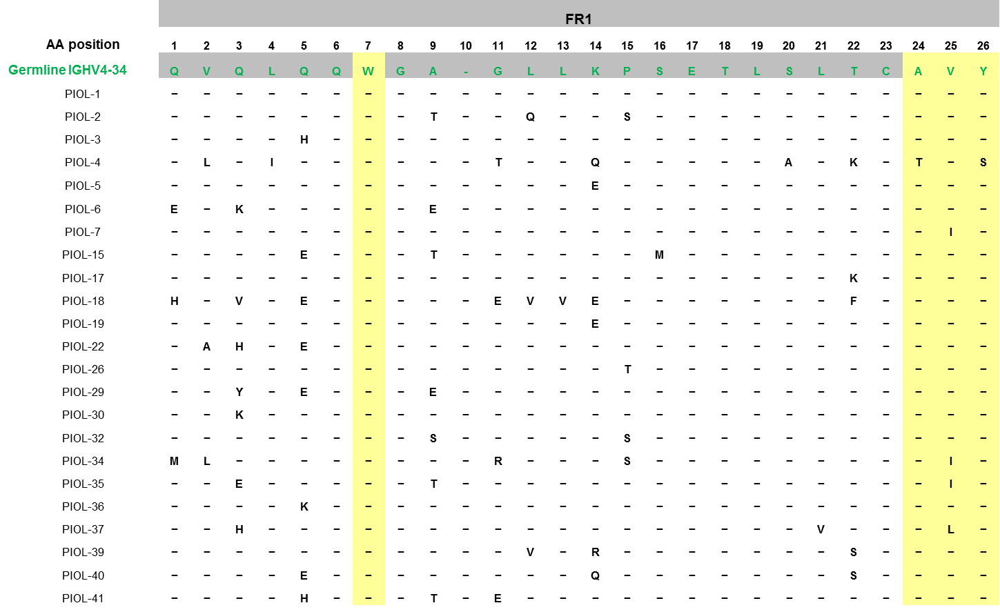 FR1
AA position 1 2 3 4 5 6 7 8 9 10 11 12 13 14 15 16 17 18 19 20 21 22 23 24 25 26
Germline IGHV4-34 Q V Q L Q Q W G A - G L L K P S E T L S L T C A V Y
PIOL-1 – – – – – – – – – – – – – – – – – – – – – – – – – –
PIOL-2 – – – – – – – – T – – Q – – S – – – – – – – – – – –
PIOL-3 – – – – H – – – – – – – – – – – – – – – – – – – – –
PIOL-4 – L – I – – – – – – T – – Q – – – – – A – K – T – S
PIOL-5 – – – – – – – – – – – – – E – – – – – – – – – – – –
PIOL-6 E – K – – – – – E – – – – – – – – – – – – – – – – –
PIOL-7 – – – – – – – – – – – – – – – – – – – – – – – – I –
PIOL-15 – – – – E – – – T – – – – – – M – – – – – – – – – –
PIOL-17 – – – – – – – – – – – – – – – – – – – – – K – – – –
PIOL-18 H – V – E – – – – – E V V E – – – – – – – F – – – –
PIOL-19 – – – – – – – – – – – – – E – – – – – – – – – – – –
PIOL-22 – A H – E – – – – – – – – – – – – – – – – – – – – –
PIOL-26 – – – – – – – – – – – – – – T – – – – – – – – – – –
PIOL-29 – – Y – E – – – E – – – – – – – – – – – – – – – – –
PIOL-30 – – K – – – – – – – – – – – – – – – – – – – – – – –
PIOL-32 – – – – – – – – S – – – – – S – – – – – – – – – – –
PIOL-34 M L – – – – – – – – R – – – S – – – – – – – – – I –
PIOL-35 – – E – – – – – T – – – – – – – – – – – – – – – I –
PIOL-36 – – – – K – – – – – – – – – – – – – – – – – – – – –
PIOL-37 – – H – – – – – – – – – – – – – – – – – V – – – L –
PIOL-39 – – – – – – – – – – – V – R – – – – – – – S – – – –
PIOL-40 – – – – E – – – – – – – – Q – – – – – – – S – – – –
PIOL-41 – – – – H – – – T – E – – – – – – – – – – – – – – –